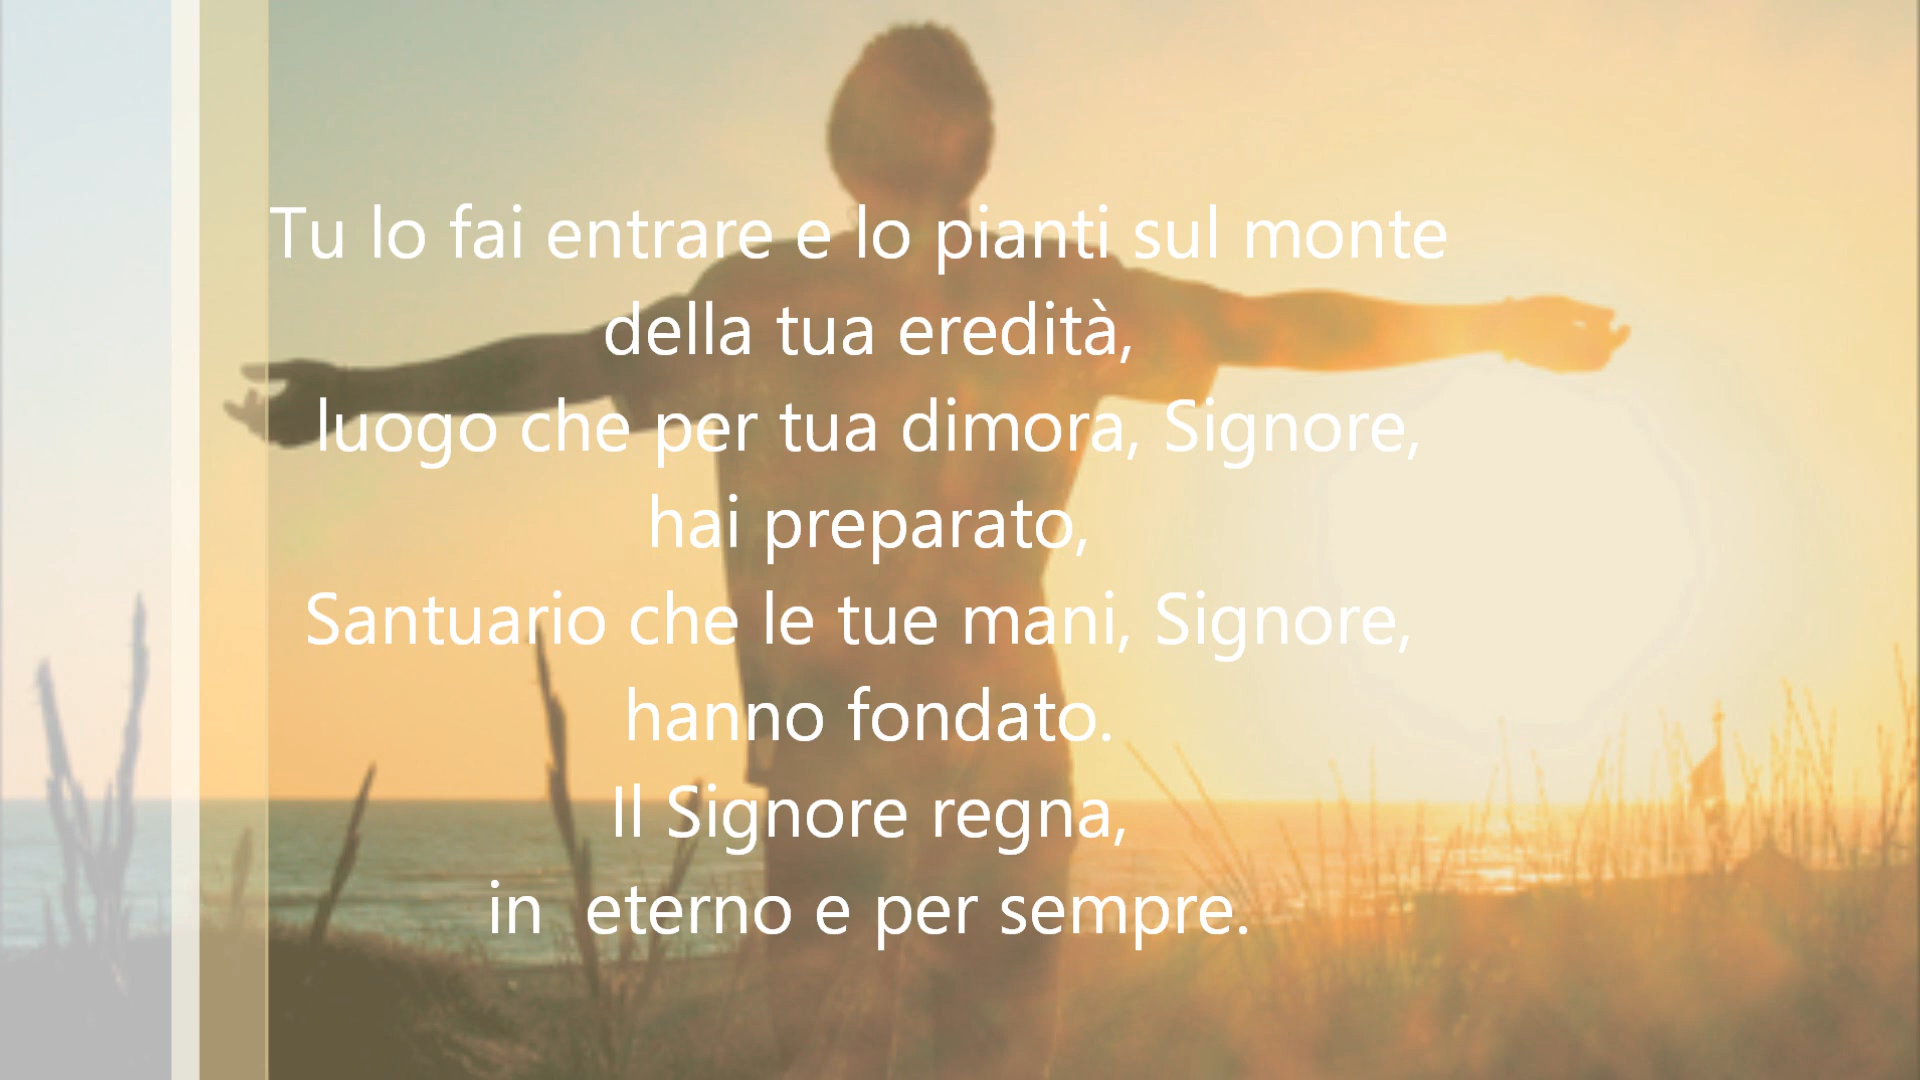 Tu lo fai entrare e lo pianti sul monte
della tua eredità,
luogo che per tua dimora, Signore,
hai preparato,
Santuario che le tue mani, Signore,
hanno fondato.
Il Signore regna,
in  eterno e per sempre.